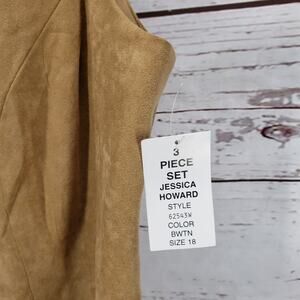 3
PIECE
SET
JESSICA
HOWARD
STYLE
62543W
COLOR
BWTN
SIZE 18